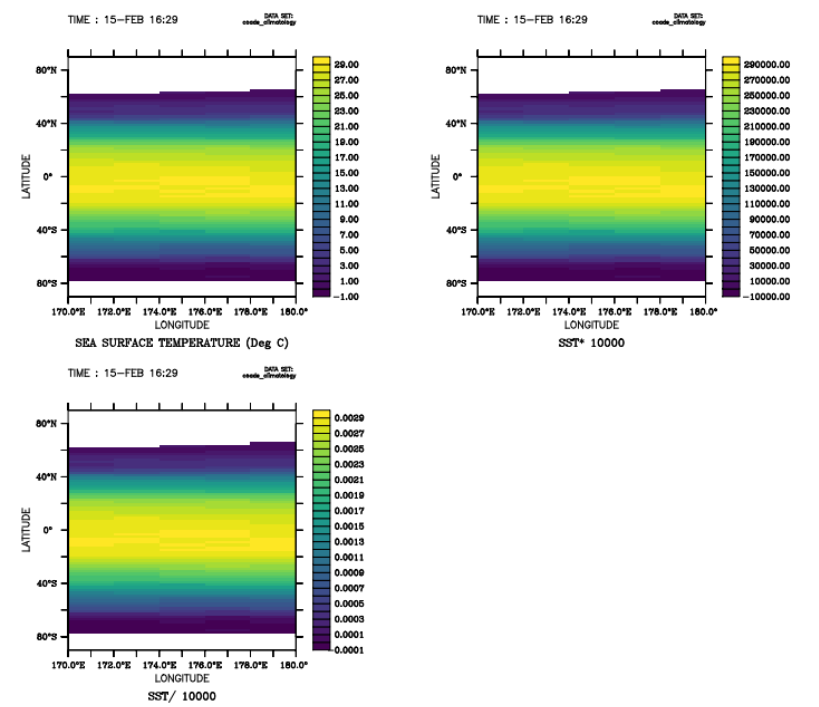 TIME : 15-FEB 16:29
DATA SET:
coads_climatology
80°N
40°N
0°
40°S
80°S
LATITUDE
170.0°E 172.0°E 174.0°E 176.0°E 178.0°E 180.0°
LONGITUDE
SEA SURFACE TEMPERATURE (Deg C)
29.00
27.00
25.00
23.00
21.00
19.00
17.00
15.00
13.00
11.00
9.00
7.00
5.00
3.00
1.00
-1.00
TIME : 15-FEB 16:29
DATA SET:
coads_climatology
80°N
40°N
0°
40°S
80°S
LATITUDE
170.0°E 172.0°E 174.0°E 176.0°E 178.0°E 180.0°
LONGITUDE
SST* 10000
290000.00
270000.00
250000.00
230000.00
210000.00
190000.00
170000.00
150000.00
130000.00
110000.00
90000.00
70000.00
50000.00
30000.00
10000.00
-10000.00
TIME : 15-FEB 16:29
DATA SET:
coads_climatology
80°N
40°N
0°
40°S
80°S
LATITUDE
170.0°E 172.0°E 174.0°E 176.0°E 178.0°E 180.0°
LONGITUDE
SST/ 10000
0.0029
0.0027
0.0025
0.0023
0.0021
0.0019
0.0017
0.0015
0.0013
0.0011
0.0009
0.0007
0.0005
0.0003
0.0001
-0.0001